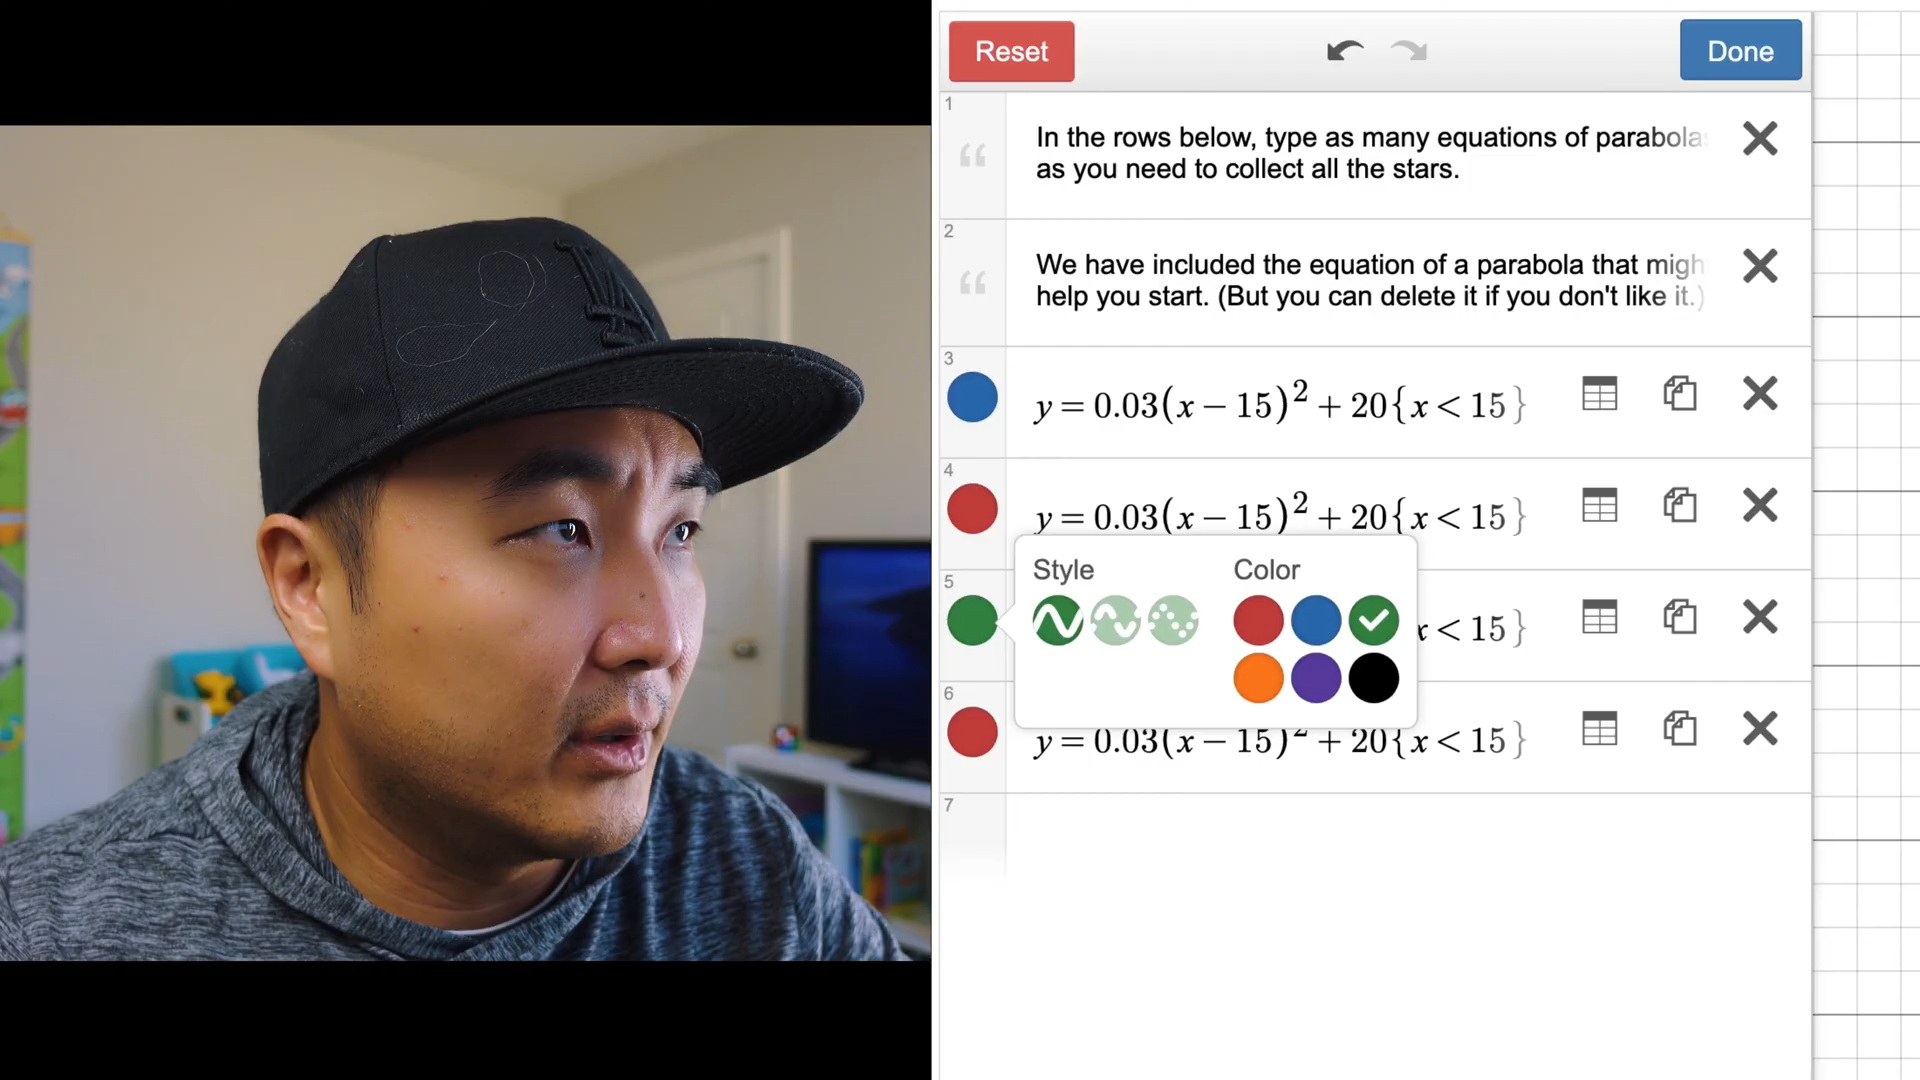 Reset
Done
1
In the rows below, type as many equations of parabolas
as you need to collect all the stars.
2
We have included the equation of a parabola that migh
help you start. (But you can delete it if you don't like it.)
3
y = 0.03(x − 15)² + 20{x < 15}
4
y = 0.03(x − 15)² + 20{x < 15}
Style
Color
5
x < 15}
6
y = 0.03(x − 15)² + 20{x < 15}
7
LA